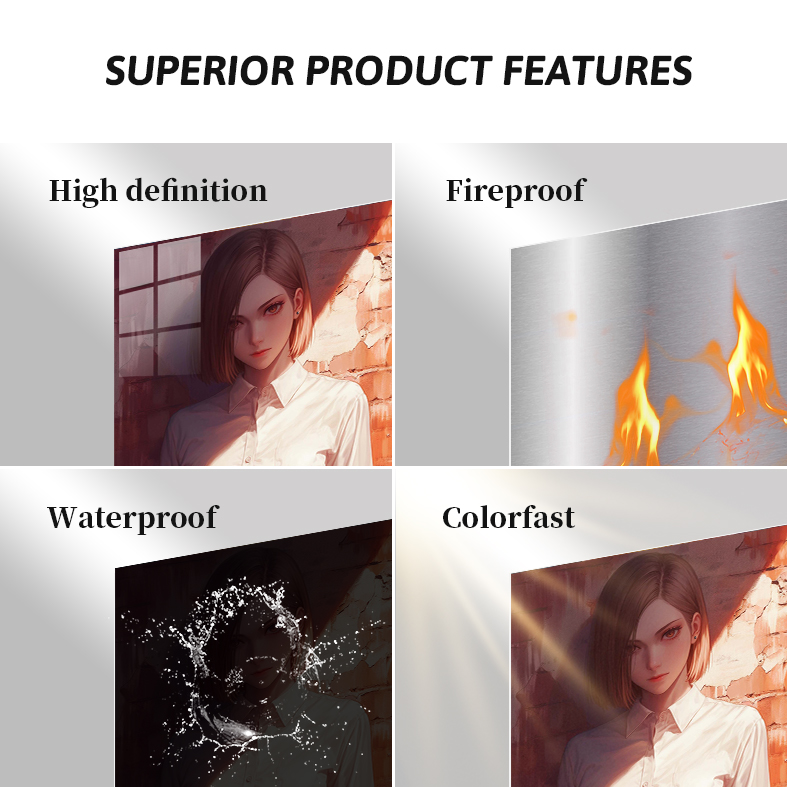 SUPERIOR PRODUCT FEATURES
High definition
Fireproof
Waterproof
Colorfast